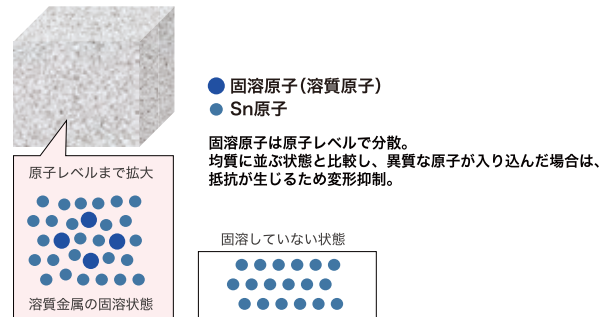 固溶原子(溶質原子)
Sn原子
固溶原子は原子レベルで分散。
均質に並ぶ状態と比較し、異質な原子が入り込んだ場合は、
抵抗が生じるため変形抑制。
原子レベルまで拡大
溶質金属の固溶状態
固溶していない状態